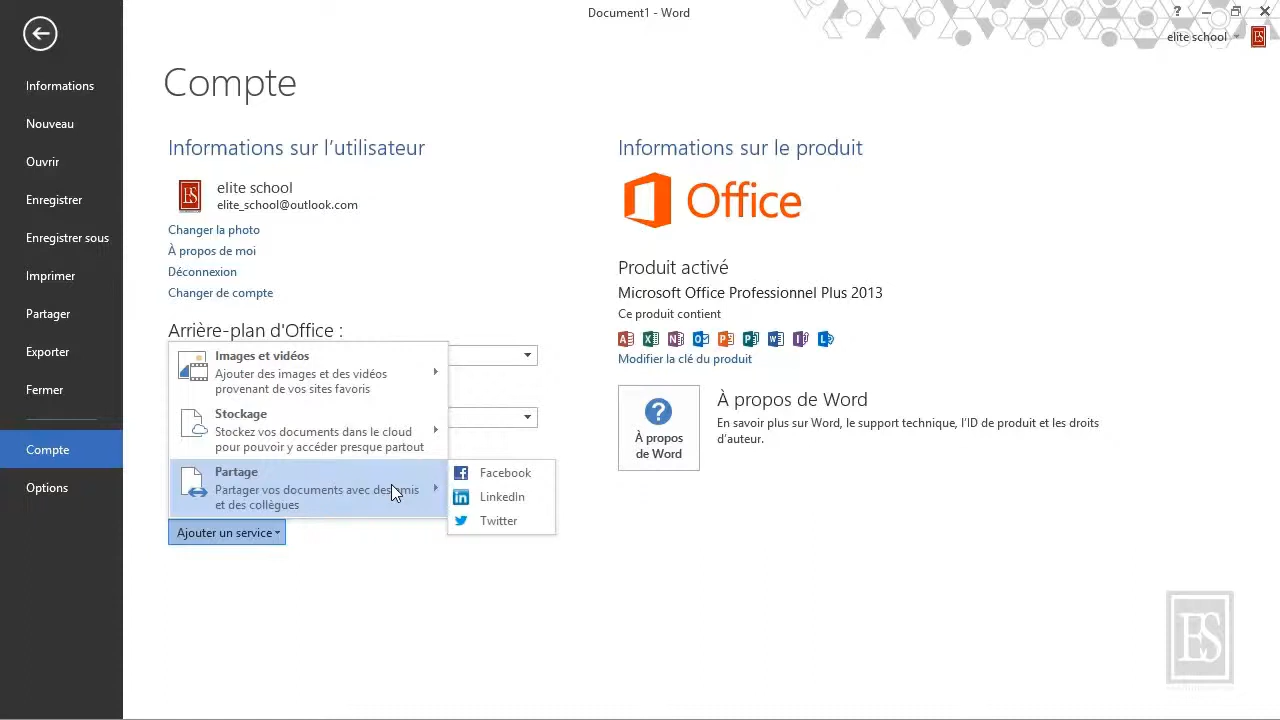 Document1 - Word
?
elite school
Informations
Nouveau
Ouvrir
Enregistrer
Enregistrer sous
Imprimer
Partager
Exporter
Fermer
Compte
Options
Compte
Informations sur l'utilisateur
ES
elite school
elite_school@outlook.com
Changer la photo
À propos de moi
Déconnexion
Changer de compte
Arrière-plan d'Office :
Images et vidéos
Ajouter des images et des vidéos
provenant de vos sites favoris
Stockage
Stockez vos documents dans le cloud
pour pouvoir y accéder presque partout
Partage
Partager vos documents avec des amis
et des collègues
Facebook
LinkedIn
Twitter
Ajouter un service
Informations sur le produit
Office
Produit activé
Microsoft Office Professionnel Plus 2013
Ce produit contient
Modifier la clé du produit
?
À propos
de Word
À propos de Word
En savoir plus sur Word, le support technique, l'ID de produit et les droits
d'auteur.
ES